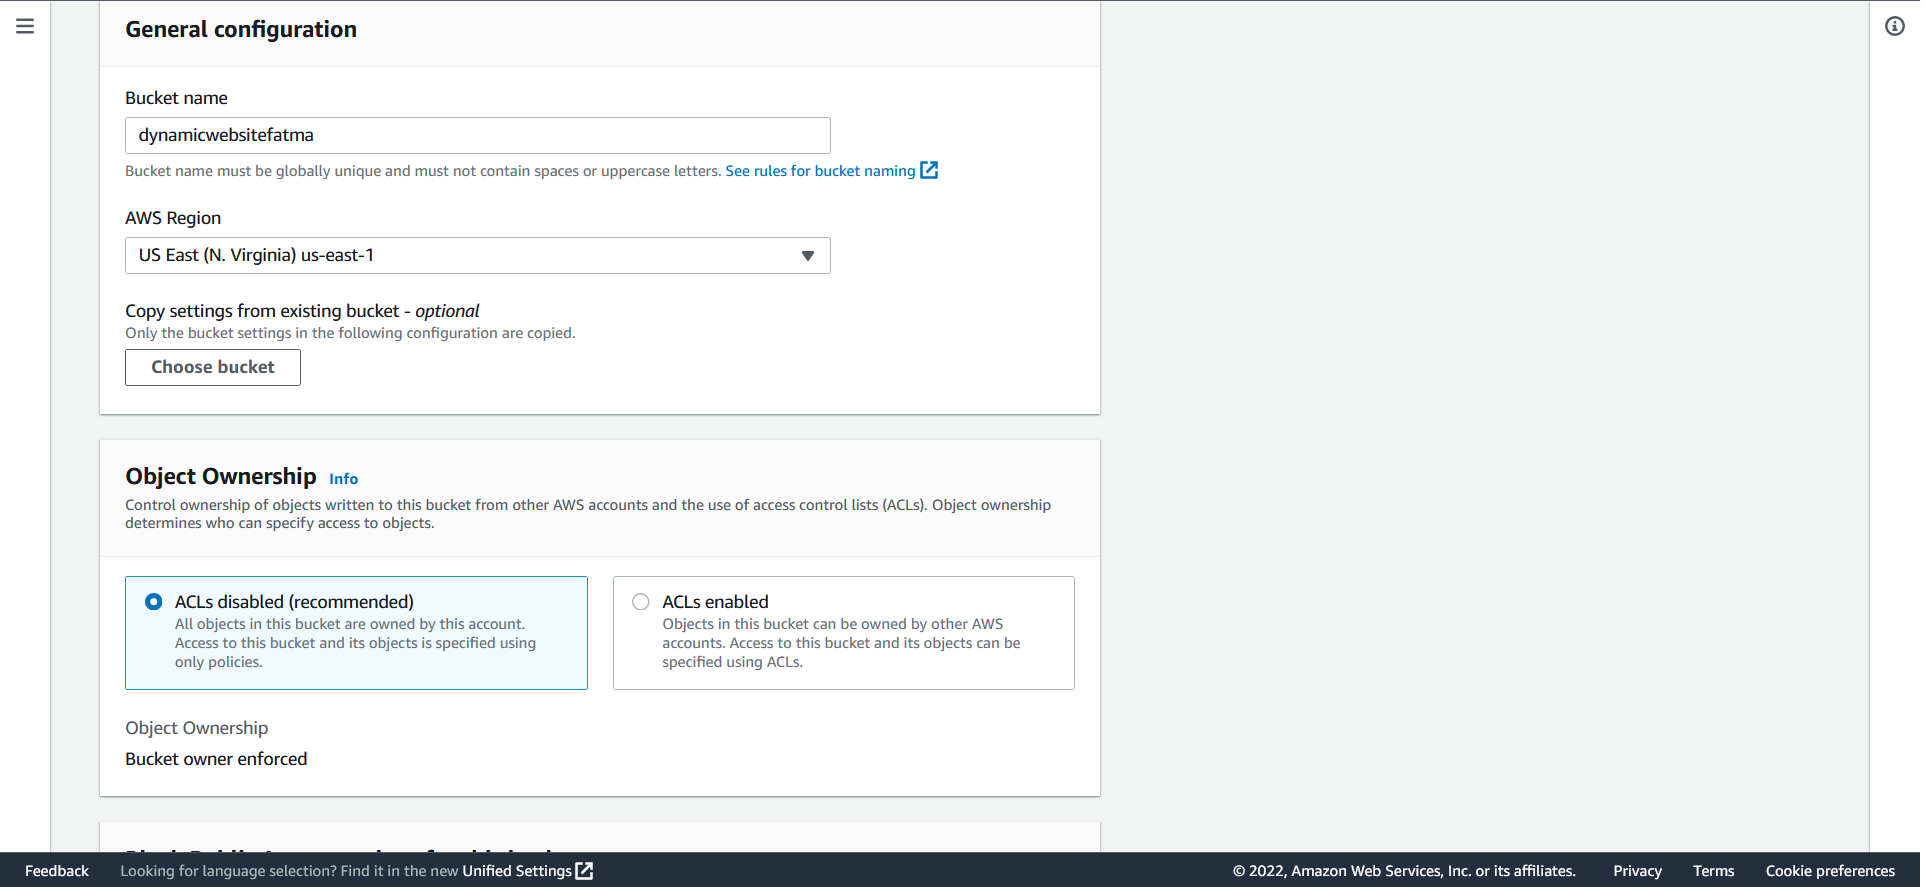 General configuration
Bucket name
dynamicwebsitefatma
Bucket name must be globally unique and must not contain spaces or uppercase letters. See rules for bucket naming
AWS Region
US East (N. Virginia) us-east-1
Copy settings from existing bucket - optional
Only the bucket settings in the following configuration are copied.
Choose bucket
Object Ownership Info
Control ownership of objects written to this bucket from other AWS accounts and the use of access control lists (ACLs). Object ownership
determines who can specify access to objects.
ACLs disabled (recommended)
All objects in this bucket are owned by this account.
Access to this bucket and its objects is specified using
only policies.
ACLs enabled
Objects in this bucket can be owned by other AWS
accounts. Access to this bucket and its objects can be
specified using ACLs.
Object Ownership
Bucket owner enforced
Feedback Looking for language selection? Find it in the new Unified Settings © 2022, Amazon Web Services, Inc. or its affiliates. Privacy Terms Cookie preferences